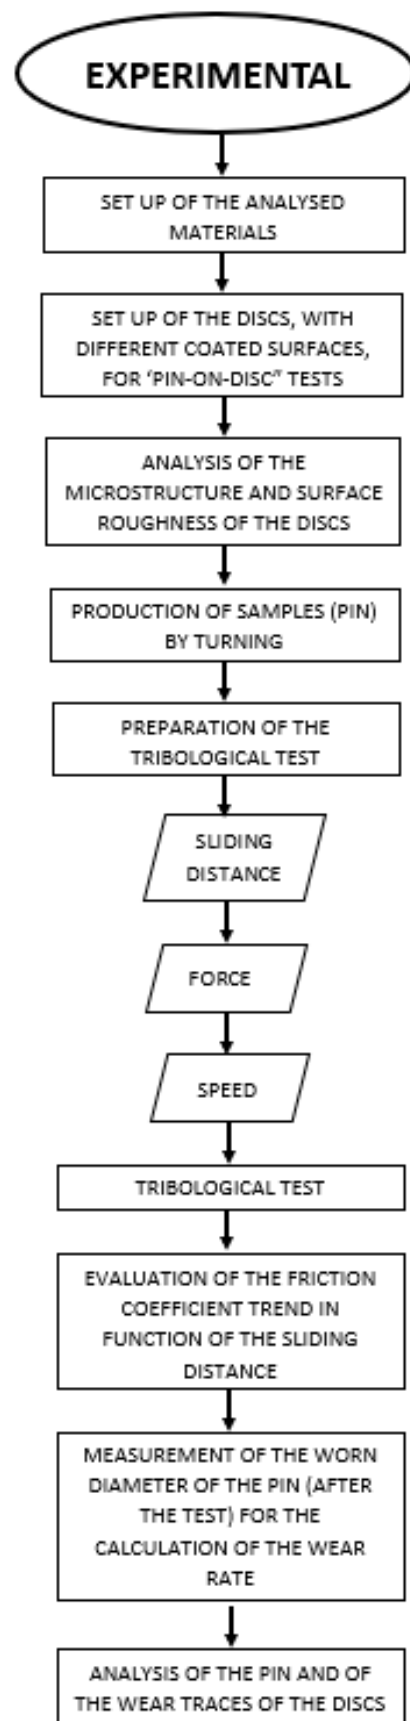 EXPERIMENTAL
SET UP OF THE ANALYSED
MATERIALS
SET UP OF THE DISCS, WITH
DIFFERENT COATED SURFACES,
FOR ‘PIN-ON-DISC” TESTS
ANALYSIS OF THE
MICROSTRUCTURE AND SURFACE
ROUGHNESS OF THE DISCS
PRODUCTION OF SAMPLES (PIN)
BY TURNING
PREPARATION OF THE
TRIBOLOGICAL TEST
SLIDING
DISTANCE
FORCE
SPEED
TRIBOLOGICAL TEST
EVALUATION OF THE FRICTION
COEFFICIENT TREND IN
FUNCTION OF THE SLIDING
DISTANCE
MEASUREMENT OF THE WORN
DIAMETER OF THE PIN (AFTER
THE TEST) FOR THE
CALCULATION OF THE WEAR
RATE
ANALYSIS OF THE PIN AND OF
THE WEAR TRACES OF THE DISCS